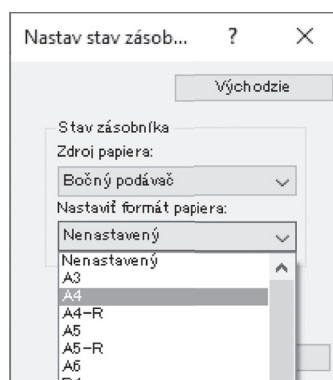 Nastav stav zásob... ?
Východzie
Stav zásobníka
Zdroj papiera:
Bočný podávač
Nastaviť formát papiera:
Nenastavený
Nenastavený
A3
A4
A4-R
A5
A5-R
A6